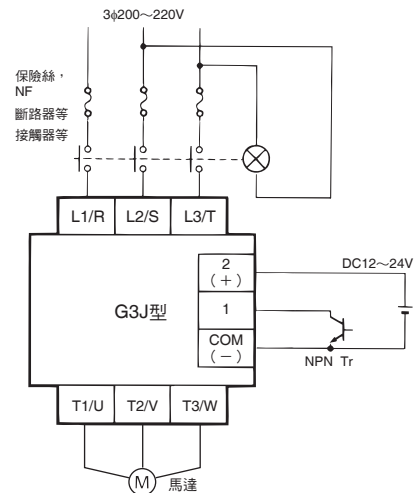 3ϕ200～220V
保險絲，
NF
斷路器等
接觸器等
L1/R L2/S L3/T
2
(+)
DC12～24V
G3J型
1
COM
(−)
NPN Tr
T1/U T2/V T3/W
M 馬達